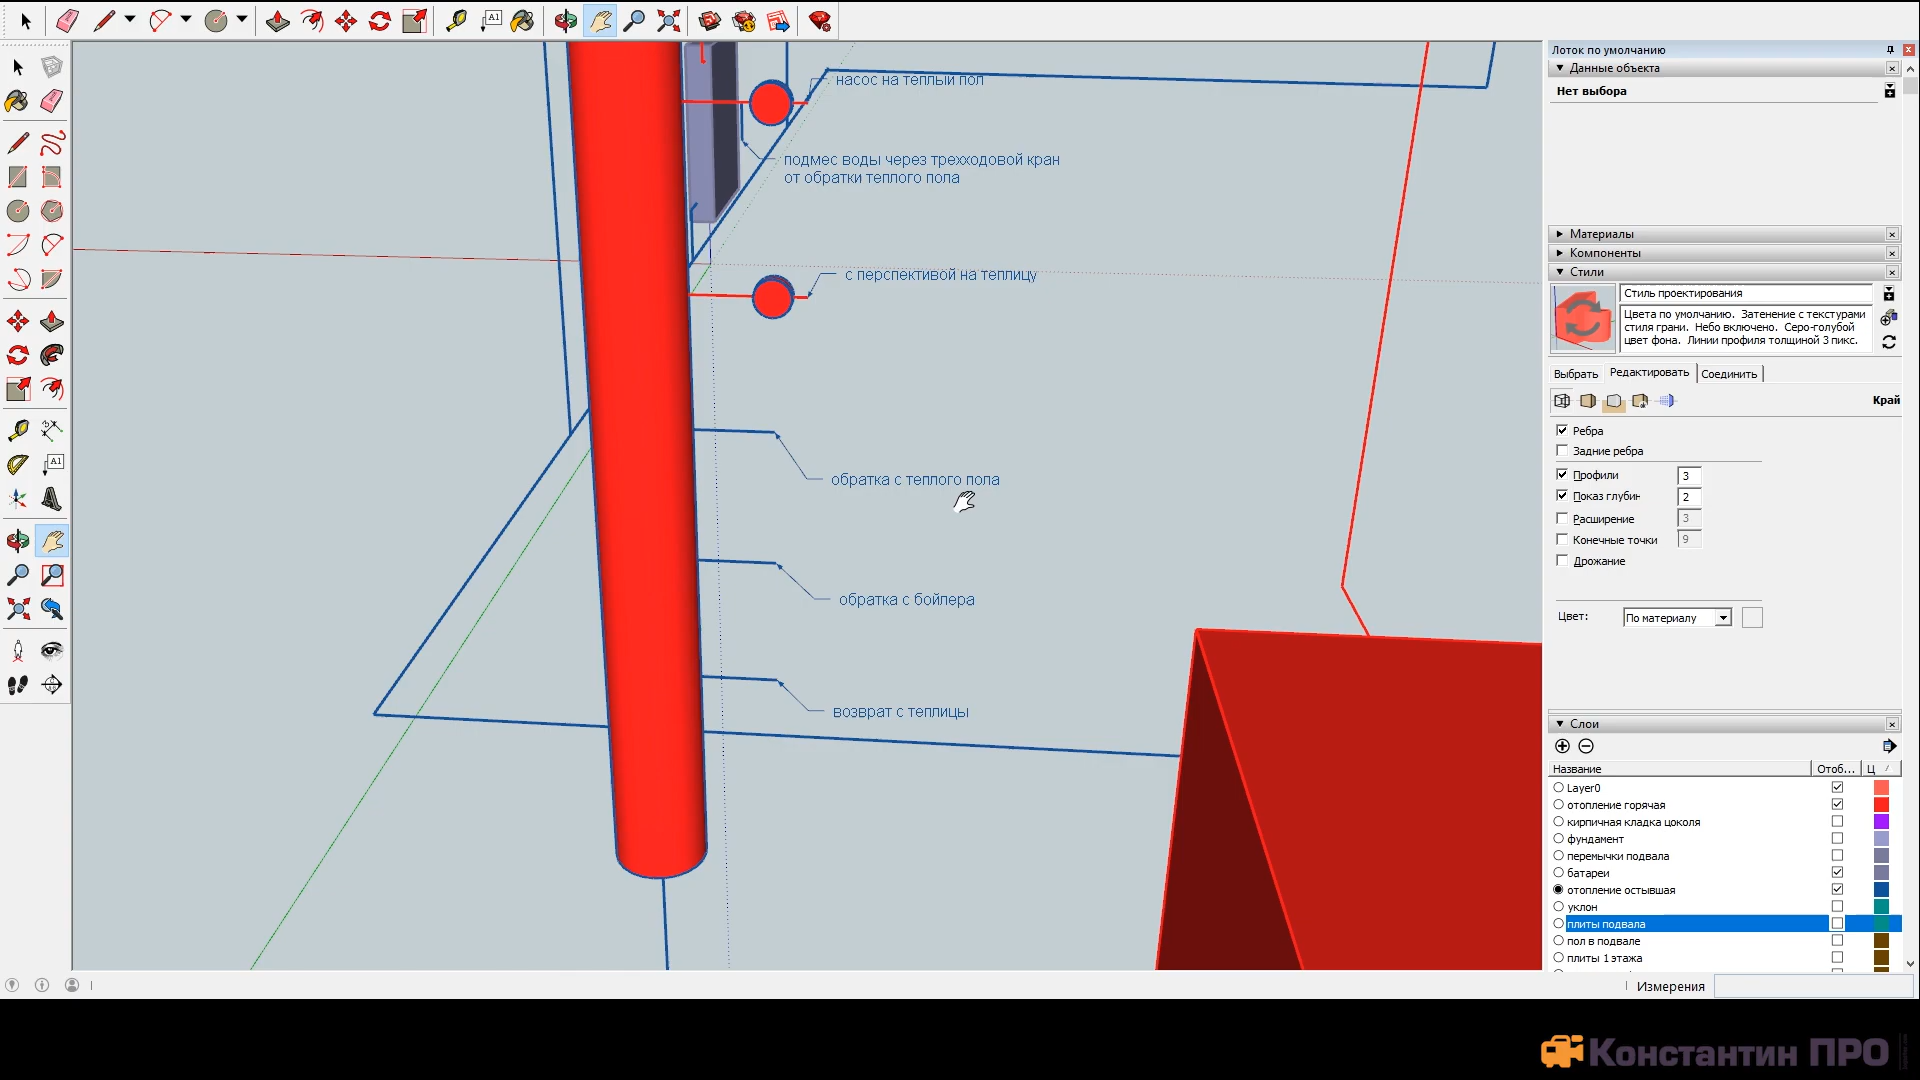 A1
Лоток по умолчанию
Данные объекта
Нет выбора
насос на теплый пол
подмес воды через трехходовой кран
от обратки теплого пола
с перспективой на теплицу
обратка с теплого пола
обратка с бойлера
возврат с теплицы
A1
Материалы
Компоненты
Стили
Стиль проектирования
Цвета по умолчанию. Затенение с текстурами
стиля грани. Небо включено. Серо-голубой
цвет фона. Линии профиля толщиной 3 пикс.
Выбрать Редактировать Соединить
Край
Ребра
Задние ребра
Профили 3
Показ глубин 2
Расширение 3
Конечные точки 9
Дрожание
Цвет: По материалу
Слои
Название Отоб... Ц
Layer0
отопление горячая
кирпичная кладка цоколя
фундамент
перемычки подвала
батареи
отопление остывшая
уклон
плиты подвала
пол в подвале
плиты 1 этажа
Измерения
Константин ПРО